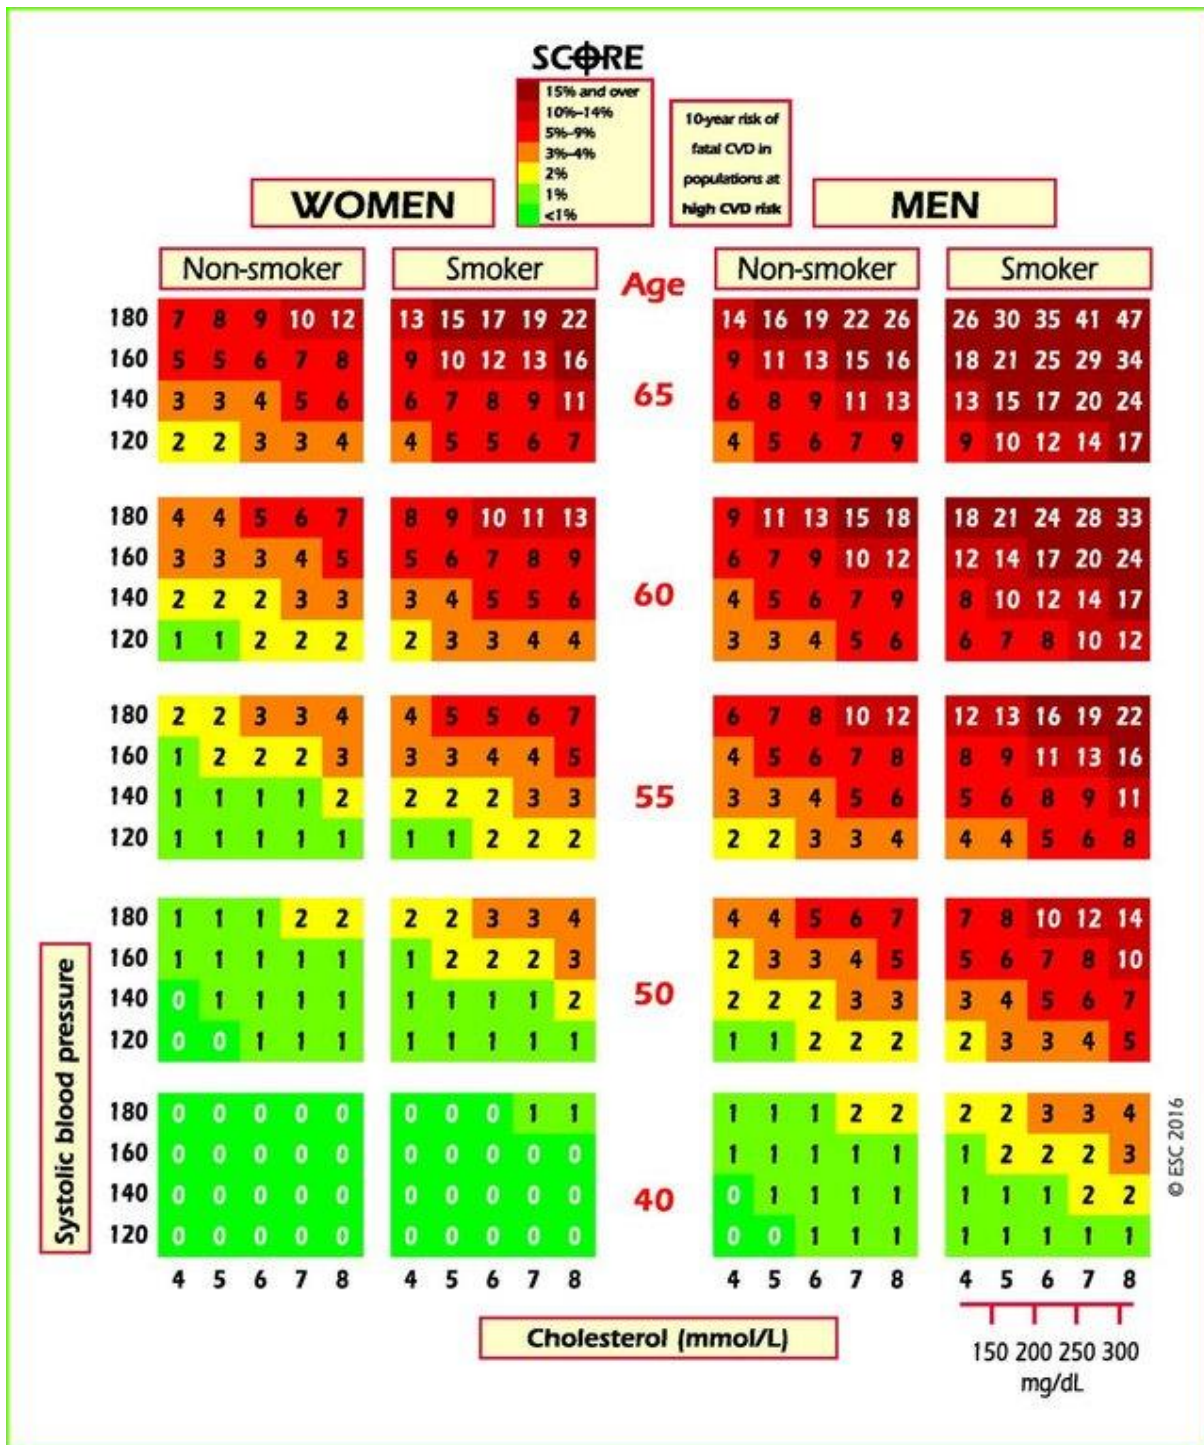 SCORE
15% and over
10%–14%
5%–9%
3%–4%
2%
1%
<1%
10-year risk of
fatal CVD in
populations at
high CVD risk
WOMEN
MEN
Non-smoker Smoker Age Non-smoker Smoker
180 7 8 9 10 12 13 15 17 19 22 14 16 19 22 26 26 30 35 41 47
160 5 5 6 7 8 9 10 12 13 16 9 11 13 15 16 18 21 25 29 34
140 3 3 4 5 6 6 7 8 9 11 65 6 8 9 11 13 13 15 17 20 24
120 2 2 3 3 4 4 5 5 6 7 4 5 6 7 9 9 10 12 14 17
180 4 4 5 6 7 8 9 10 11 13 9 11 13 15 18 18 21 24 28 33
160 3 3 3 4 5 5 6 7 8 9 6 7 9 10 12 12 14 17 20 24
140 2 2 2 3 3 3 4 5 5 6 60 4 5 6 7 9 8 10 12 14 17
120 1 1 2 2 2 2 3 3 4 4 3 3 4 5 6 6 7 8 10 12
180 2 2 3 3 4 4 5 5 6 7 6 7 8 10 12 12 13 16 19 22
160 1 2 2 2 3 3 3 4 4 5 4 5 6 7 8 8 9 11 13 16
140 1 1 1 1 2 2 2 2 3 3 55 3 3 4 5 6 5 6 8 9 11
120 1 1 1 1 1 1 1 2 2 2 2 2 3 3 4 4 4 5 6 8
180 1 1 1 2 2 2 2 3 3 4 4 4 5 6 7 7 8 10 12 14
160 1 1 1 1 1 1 2 2 2 3 2 3 3 4 5 5 6 7 8 10
140 0 1 1 1 1 1 1 1 1 2 50 2 2 2 3 3 3 4 5 6 7
120 0 0 1 1 1 1 1 1 1 1 1 1 2 2 2 2 3 3 4 5
180 0 0 0 0 0 0 0 0 1 1 1 1 1 2 2 2 2 3 3 4
160 0 0 0 0 0 0 0 0 0 0 1 1 1 1 1 1 2 2 2 3
140 0 0 0 0 0 0 0 0 0 0 40 0 1 1 1 1 1 1 1 2 2
120 0 0 0 0 0 0 0 0 0 0 0 0 1 1 1 1 1 1 1 1
4 5 6 7 8 4 5 6 7 8 4 5 6 7 8 4 5 6 7 8
Systolic blood pressure
Cholesterol (mmol/L)
150 200 250 300
mg/dL
© ESC 2016